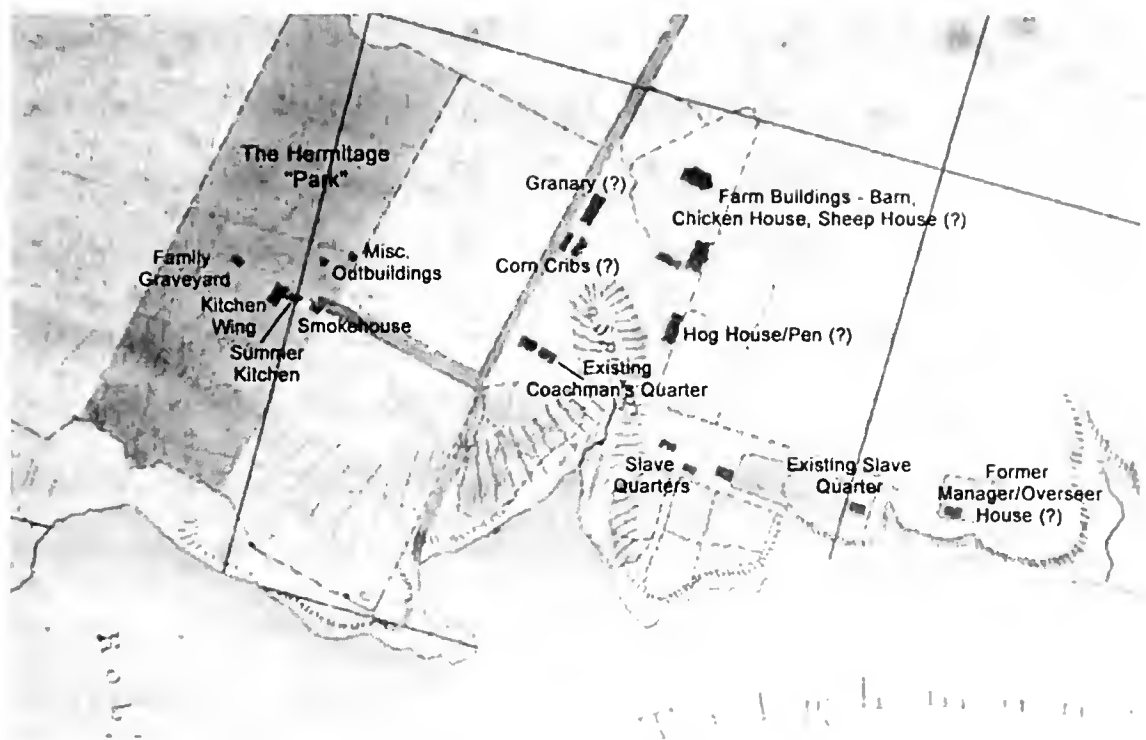 The Hermitage
"Park"
Granary (?)
Farm Buildings - Barn,
Chicken House, Sheep House (?)
Family
Graveyard
Misc.
Outbuildings
Corn Cribs (?)
Kitchen
Wing
Smokehouse
Summer
Kitchen
Hog House/Pen (?)
Existing
Coachman's Quarter
Slave
Quarters
Existing Slave
Quarter
Former
Manager/Overseer
House (?)